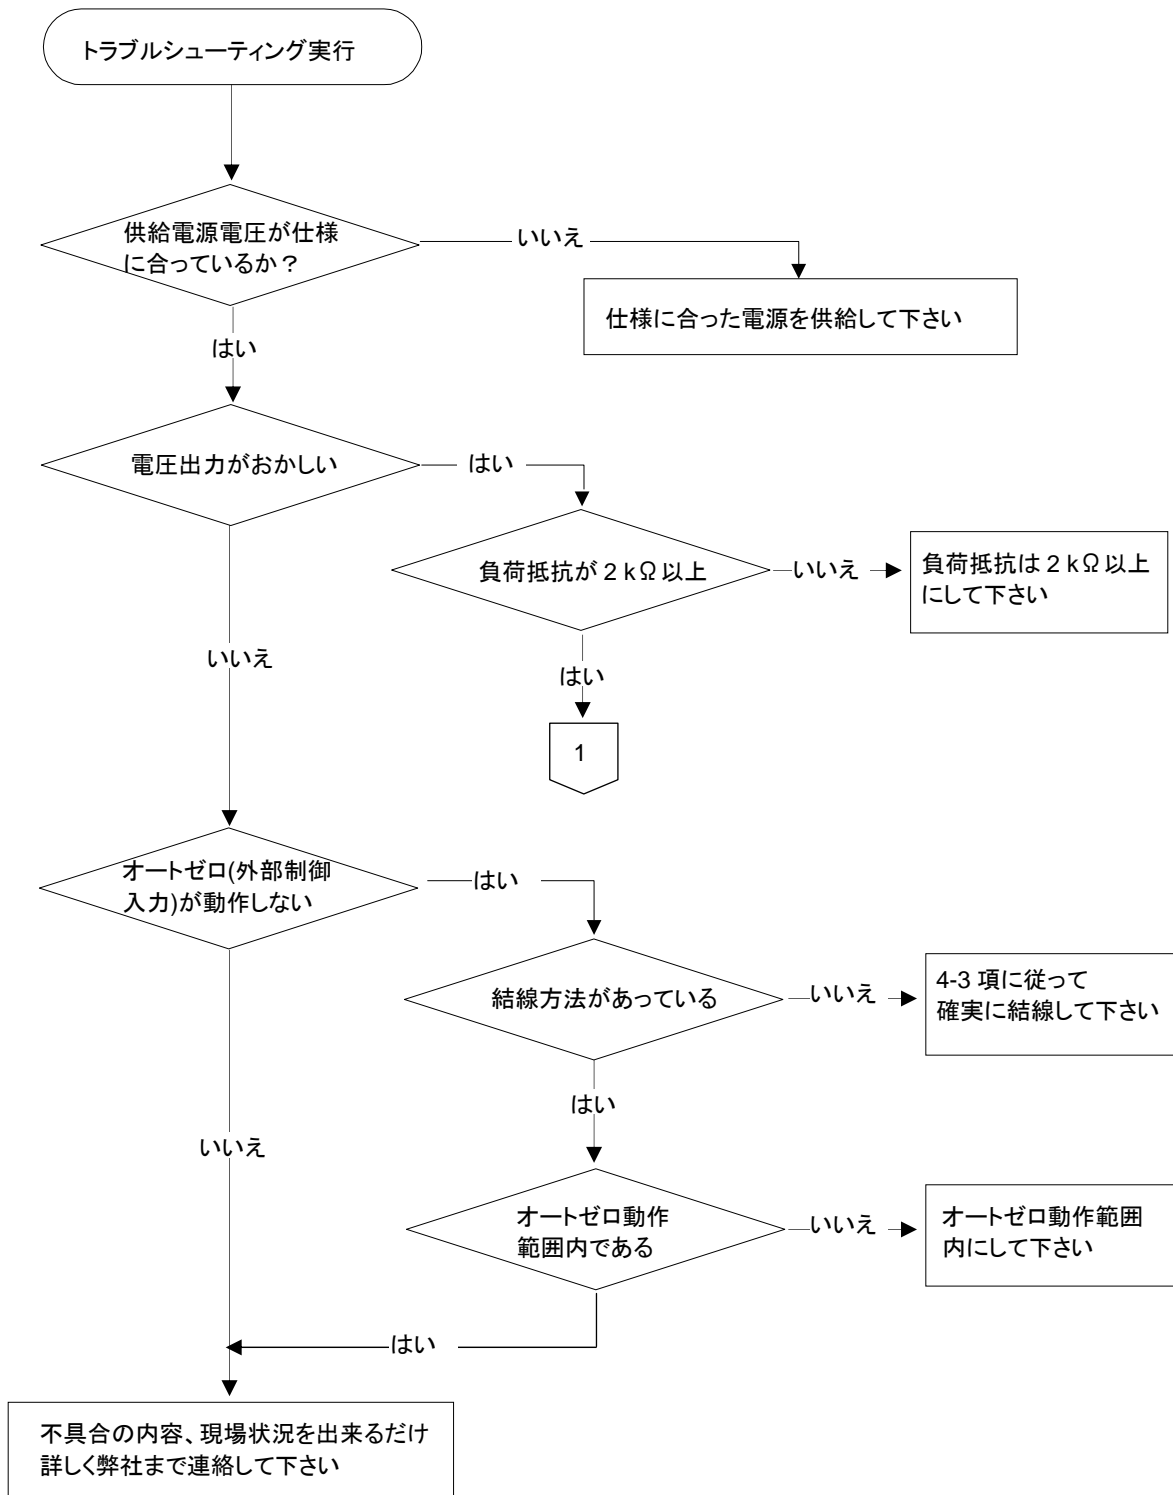 トラブルシューティング実行
供給電源電圧が仕様
に合っているか？
いいえ
仕様に合った電源を供給して下さい
はい
電圧出力がおかしい
はい
負荷抵抗が２ｋΩ以上
いいえ
負荷抵抗は２ｋΩ以上
にして下さい
いいえ
はい
1
オートゼロ(外部制御
入力)が動作しない
はい
結線方法があっている
いいえ
4-3 項に従って
確実に結線して下さい
はい
いいえ
オートゼロ動作
範囲内である
いいえ
オートゼロ動作範囲
内にして下さい
はい
不具合の内容、現場状況を出来るだけ
詳しく弊社まで連絡して下さい